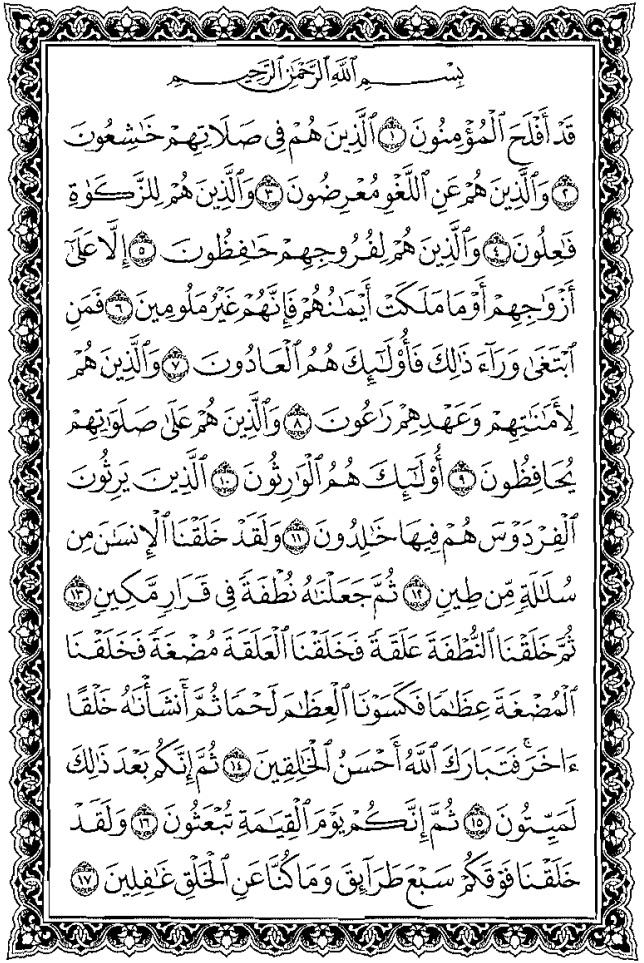 بِسْمِ ٱللَّهِ ٱلرَّحْمَٰنِ ٱلرَّحِيمِ
قَدْ أَفْلَحَ ٱلْمُؤْمِنُونَ ١ ٱلَّذِينَ هُمْ فِى صَلَاتِهِمْ خَٰشِعُونَ
٢ وَٱلَّذِينَ هُمْ عَنِ ٱللَّغْوِ مُعْرِضُونَ ٣ وَٱلَّذِينَ هُمْ لِلزَّكَوٰةِ
فَٰعِلُونَ ٤ وَٱلَّذِينَ هُمْ لِفُرُوجِهِمْ حَٰفِظُونَ ٥ إِلَّا عَلَىٰٓ
أَزْوَٰجِهِمْ أَوْ مَا مَلَكَتْ أَيْمَٰنُهُمْ فَإِنَّهُمْ غَيْرُ مَلُومِينَ ٦ فَمَنِ
ٱبْتَغَىٰ وَرَآءَ ذَٰلِكَ فَأُو۟لَٰٓئِكَ هُمُ ٱلْعَادُونَ ٧ وَٱلَّذِينَ هُمْ
لِأَمَٰنَٰتِهِمْ وَعَهْدِهِمْ رَٰعُونَ ٨ وَٱلَّذِينَ هُمْ عَلَىٰ صَلَوَٰتِهِمْ
يُحَافِظُونَ ٩ أُو۟لَٰٓئِكَ هُمُ ٱلْوَٰرِثُونَ ١٠ ٱلَّذِينَ يَرِثُونَ
ٱلْفِرْدَوْسَ هُمْ فِيهَا خَٰلِدُونَ ١١ وَلَقَدْ خَلَقْنَا ٱلْإِنسَٰنَ مِن
سُلَٰلَةٍ مِّن طِينٍ ١٢ ثُمَّ جَعَلْنَٰهُ نُطْفَةً فِى قَرَارٍ مَّكِينٍ ١٣
ثُمَّ خَلَقْنَا ٱلنُّطْفَةَ عَلَقَةً فَخَلَقْنَا ٱلْعَلَقَةَ مُضْغَةً فَخَلَقْنَا
ٱلْمُضْغَةَ عِظَٰمًا فَكَسَوْنَا ٱلْعِظَٰمَ لَحْمًا ثُمَّ أَنشَأْنَٰهُ خَلْقًا
ءَاخَرَ ۚ فَتَبَارَكَ ٱللَّهُ أَحْسَنُ ٱلْخَٰلِقِينَ ١٤ ثُمَّ إِنَّكُم بَعْدَ ذَٰلِكَ
لَمَيِّتُونَ ١٥ ثُمَّ إِنَّكُمْ يَوْمَ ٱلْقِيَٰمَةِ تُبْعَثُونَ ١٦ وَلَقَدْ
خَلَقْنَا فَوْقَكُمْ سَبْعَ طَرَآئِقَ وَمَا كُنَّا عَنِ ٱلْخَلْقِ غَٰفِلِينَ ١٧